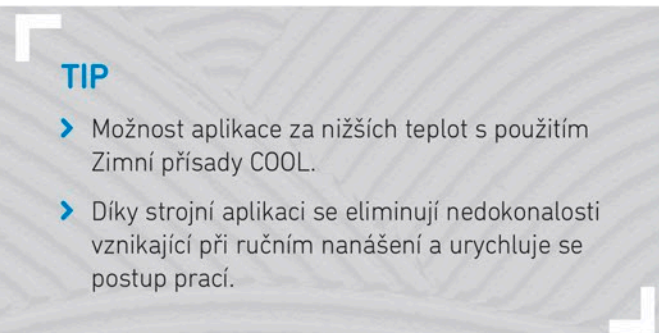 TIP
> Možnost aplikace za nižších teplot s použitím
Zimní přísady COOL.
> Díky strojní aplikaci se eliminují nedokonalosti
vznikající při ručním nanášení a urychluje se
postup prací.